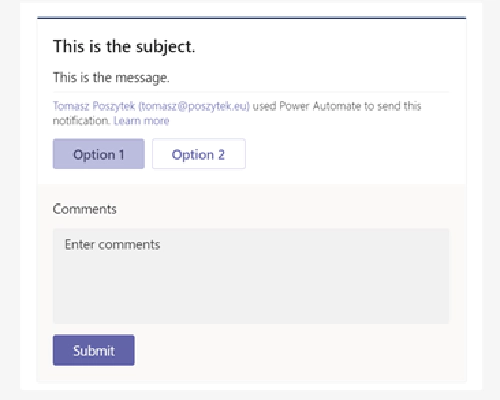 This is the subject.
This is the message.
Tomasz Poszytek (tomasz@poszytek.eu) used Power Automate to send this
notification. Learn more
Option 1 Option 2
Comments
Enter comments
Submit